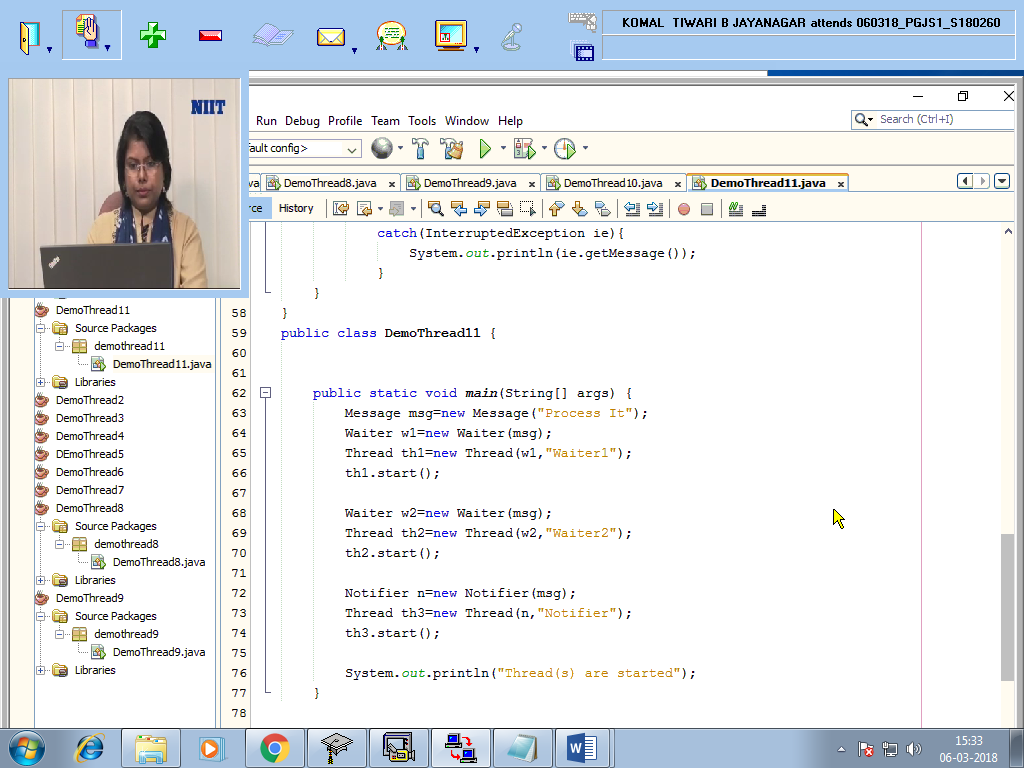 KOMAL TIWARI B JAYANAGAR attends 060318_PGJS1_S180260
NIIT
Run Debug Profile Team Tools Window Help
Search (Ctrl+I)
fault config>
va DemoThread8.java x DemoThread9.java x DemoThread10.java x DemoThread11.java x
rce History
catch(InterruptedException ie){
System.out.println(ie.getMessage());
}
}
58 }
59 public class DemoThread11 {
60
61
62 public static void main(String[] args) {
63 Message msg=new Message("Process It");
64 Waiter w1=new Waiter(msg);
65 Thread th1=new Thread(w1,"Waiter1");
66 th1.start();
67
68 Waiter w2=new Waiter(msg);
69 Thread th2=new Thread(w2,"Waiter2");
70 th2.start();
71
72 Notifier n=new Notifier(msg);
73 Thread th3=new Thread(n,"Notifier");
74 th3.start();
75
76 System.out.println("Thread(s) are started");
77 }
78
DemoThread11
Source Packages
demothread11
DemoThread11.java
Libraries
DemoThread2
DemoThread3
DemoThread4
DEmoThread5
DemoThread6
DemoThread7
DemoThread8
Source Packages
demothread8
DemoThread8.java
Libraries
DemoThread9
Source Packages
demothread9
DemoThread9.java
Libraries
15:33
06-03-2018